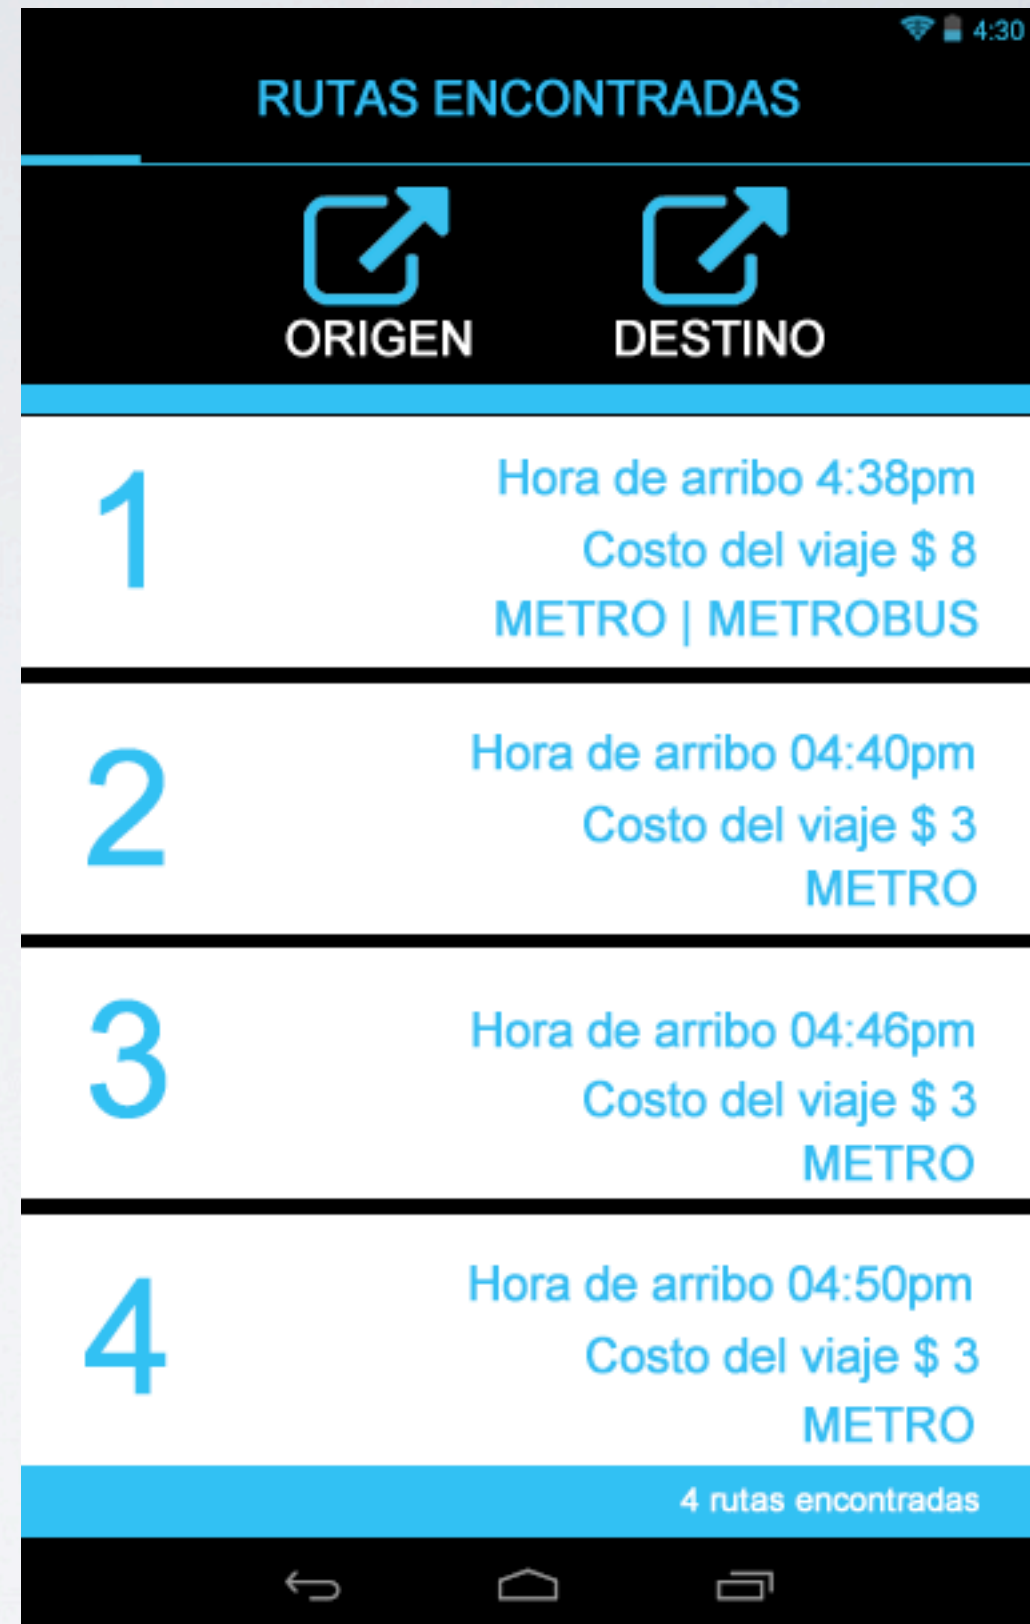 4:30
RUTAS ENCONTRADAS
ORIGEN DESTINO
1
Hora de arribo 4:38pm
Costo del viaje $ 8
METRO | METROBUS
2
Hora de arribo 04:40pm
Costo del viaje $ 3
METRO
3
Hora de arribo 04:46pm
Costo del viaje $ 3
METRO
4
Hora de arribo 04:50pm
Costo del viaje $ 3
METRO
4 rutas encontradas